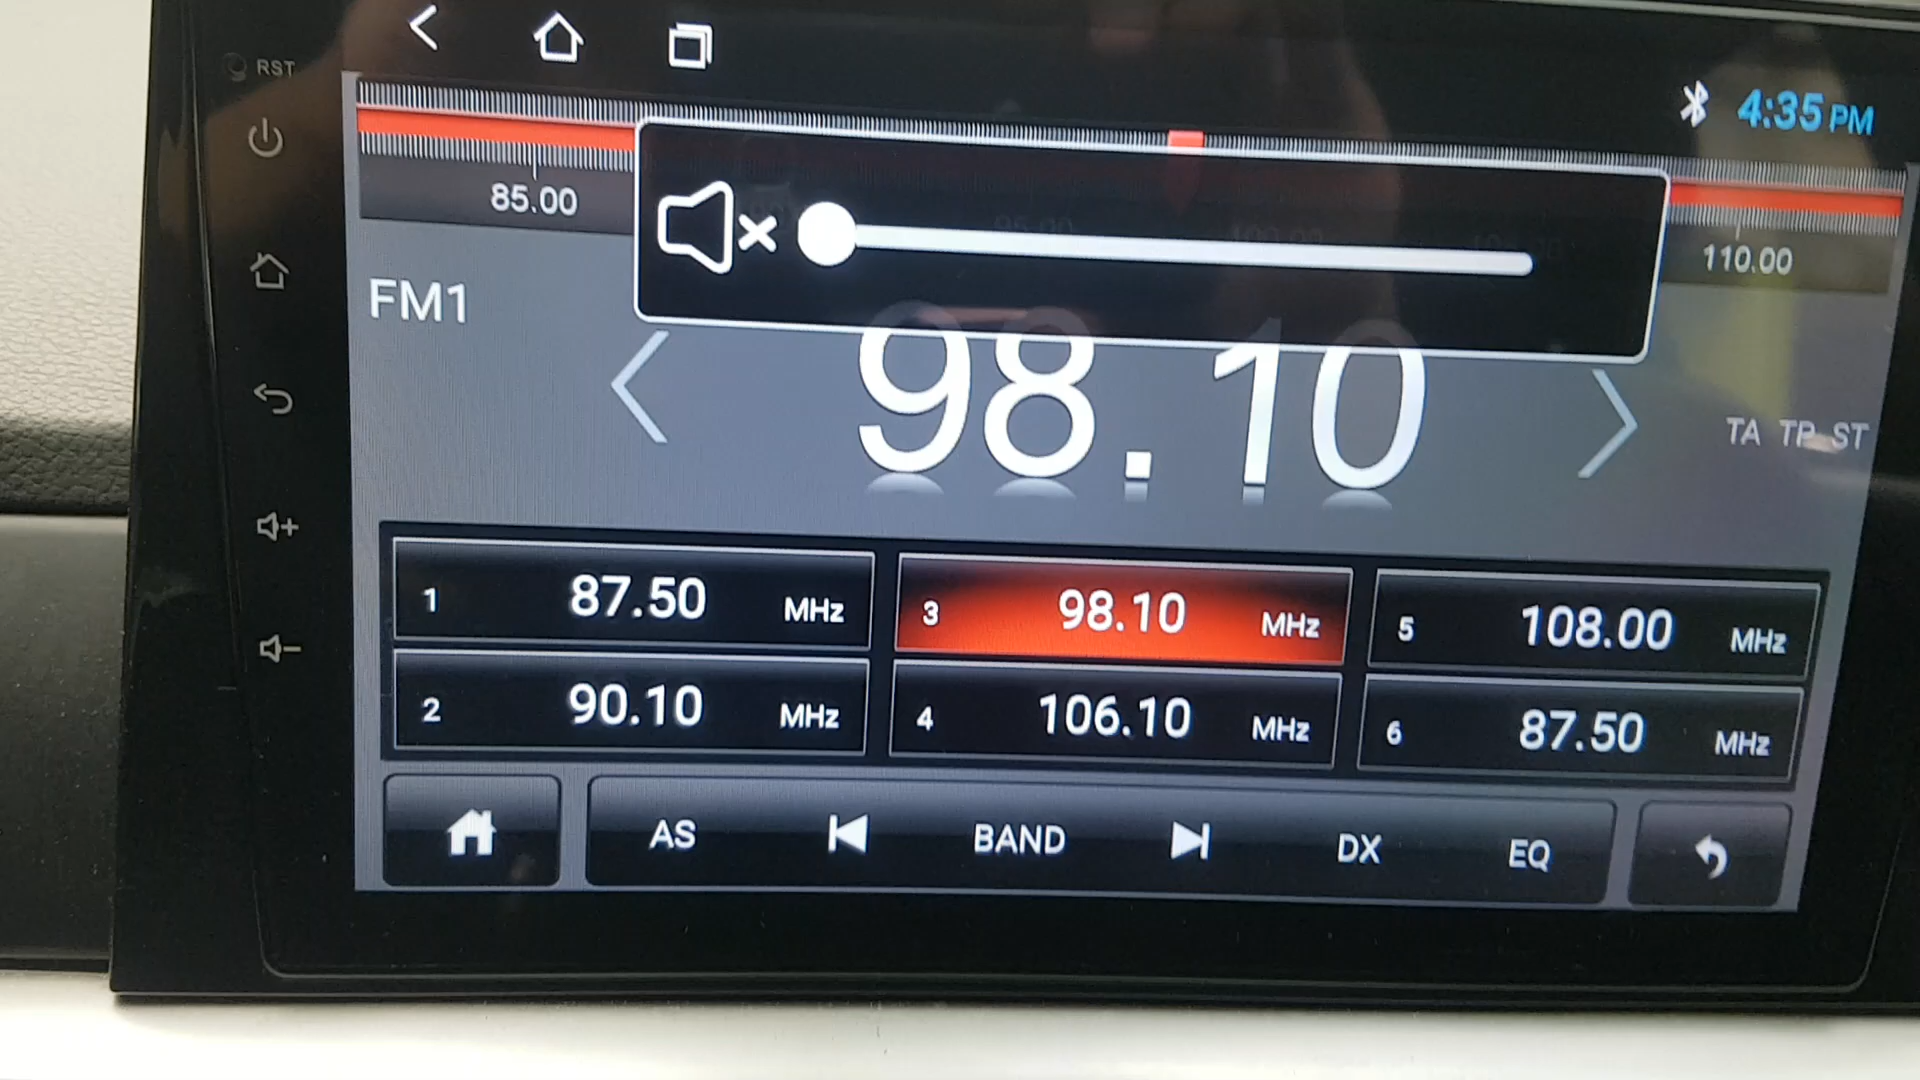 RST
4:35 PM
85.00
110.00
FM1
98.10
TA TP ST
1 87.50 MHz
3 98.10 MHz
5 108.00 MHz
2 90.10 MHz
4 106.10 MHz
6 87.50 MHz
AS BAND DX EQ